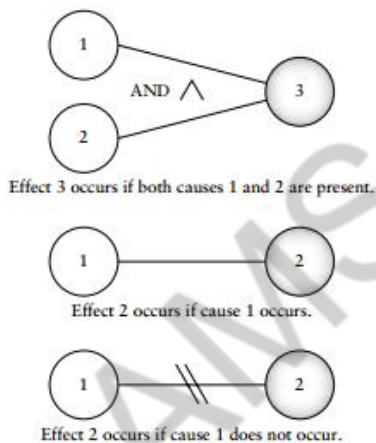 1
AND ∧
3
2
Effect 3 occurs if both causes 1 and 2 are present.
1
2
Effect 2 occurs if cause 1 occurs.
1
2
Effect 2 occurs if cause 1 does not occur.
AMS